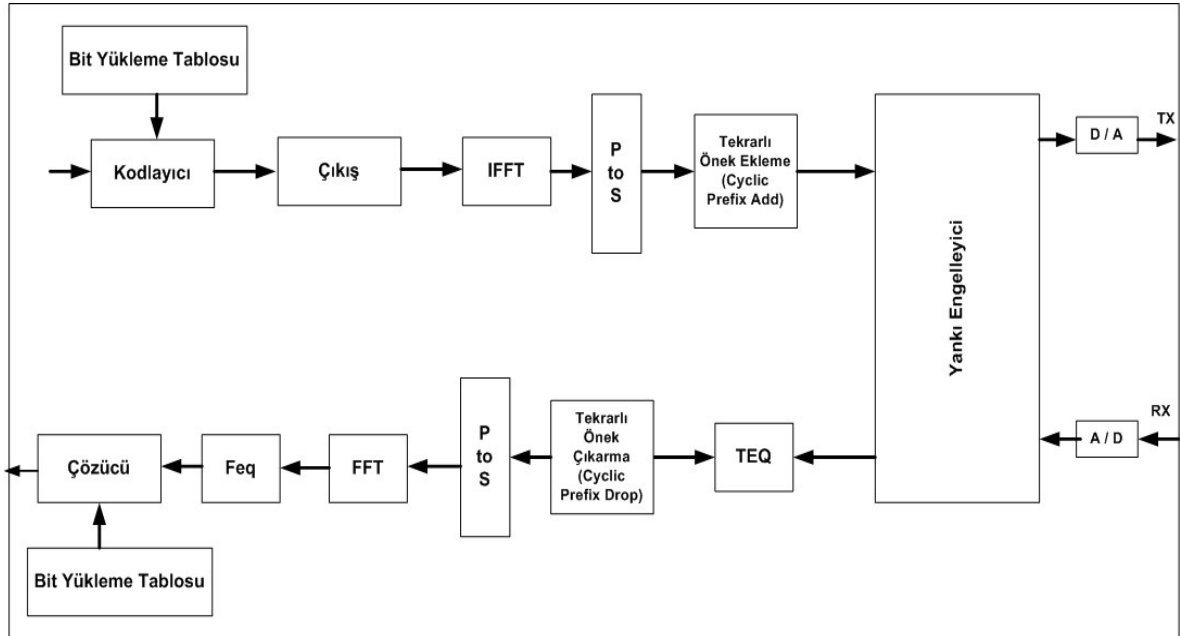 Bit Yükleme Tablosu
Kodlayıcı
Çıkış
IFFT
P
to
S
Tekrarlı
Önek Ekleme
(Cyclic
Prefix Add)
Yankı Engelleyici
D / A
TX
RX
A / D
TEQ
Tekrarlı
Önek
Çıkarma
(Cyclic
Prefix Drop)
P
to
S
FFT
Feq
Çözücü
Bit Yükleme Tablosu